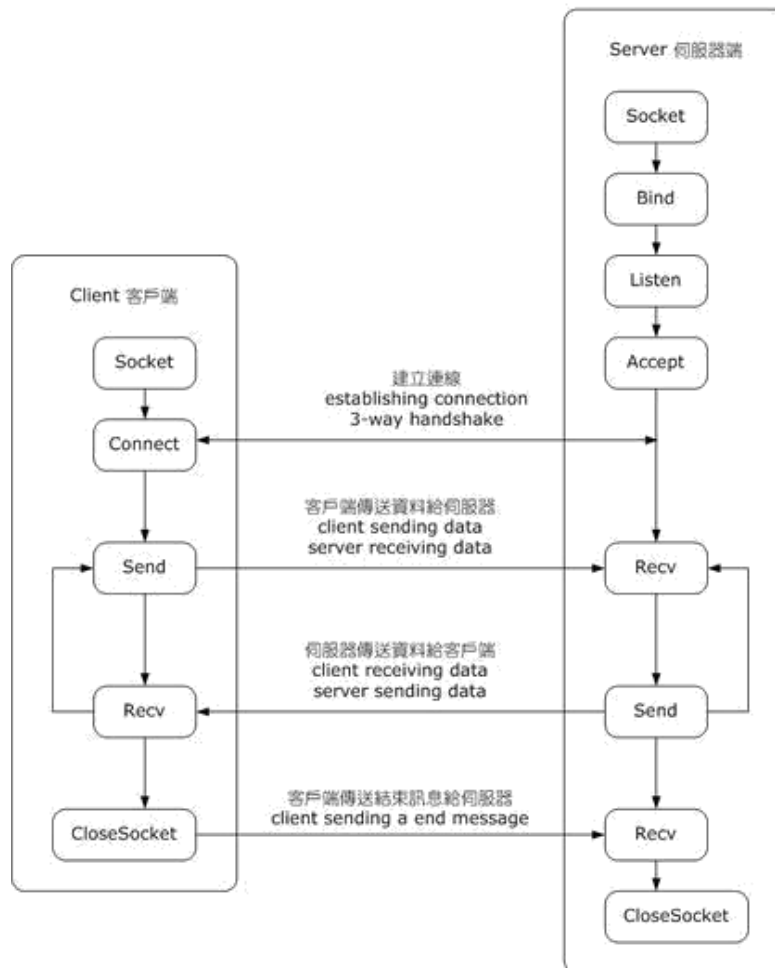 Server 伺服器端
Socket
Bind
Listen
Accept
Client 客戶端
Socket
Connect
建立連線
establishing connection
3-way handshake
客戶端傳送資料給伺服器
client sending data
server receiving data
Send
Recv
伺服器傳送資料給客戶端
client receiving data
server sending data
Recv
Send
客戶端傳送結束訊息給伺服器
client sending a end message
CloseSocket
Recv
CloseSocket